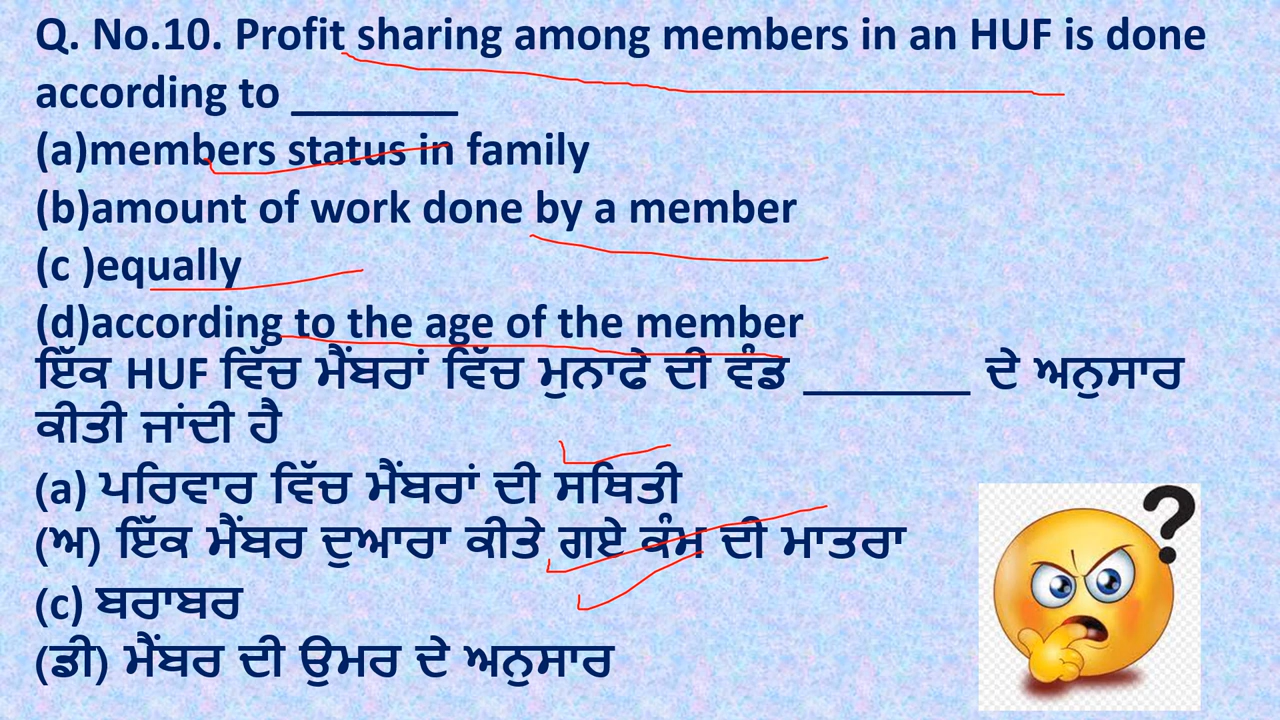 Q. No.10. Profit sharing among members in an HUF is done
according to _______
(a)members status in family
(b)amount of work done by a member
(c )equally
(d)according to the age of the member
ਇੱਕ HUF ਵਿੱਚ ਮੈਂਬਰਾਂ ਵਿੱਚ ਮੁਨਾਫੇ ਦੀ ਵੰਡ _______ ਦੇ ਅਨੁਸਾਰ
ਕੀਤੀ ਜਾਂਦੀ ਹੈ
(a) ਪਰਿਵਾਰ ਵਿੱਚ ਮੈਂਬਰਾਂ ਦੀ ਸਥਿਤੀ
(ਅ) ਇੱਕ ਮੈਂਬਰ ਦੁਆਰਾ ਕੀਤੇ ਗਏ ਕੰਮ ਦੀ ਮਾਤਰਾ
(c) ਬਰਾਬਰ
(ਡੀ) ਮੈਂਬਰ ਦੀ ਉਮਰ ਦੇ ਅਨੁਸਾਰ